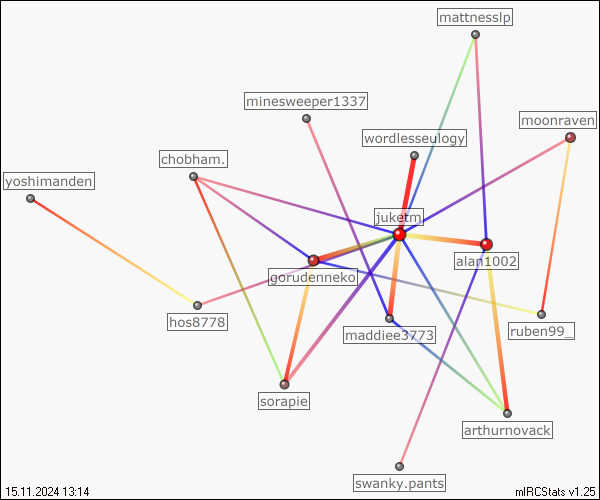 mattnesslp
minesweeper1337
moonraven
wordlesseulogy
chobham.
yoshimanden
juketm
alan1002
gorudenneko
hos8778
maddiee3773
ruben99_
sorapie
arthurnovack
swanky.pants
15.11.2024 13:14
mIRCStats v1.25